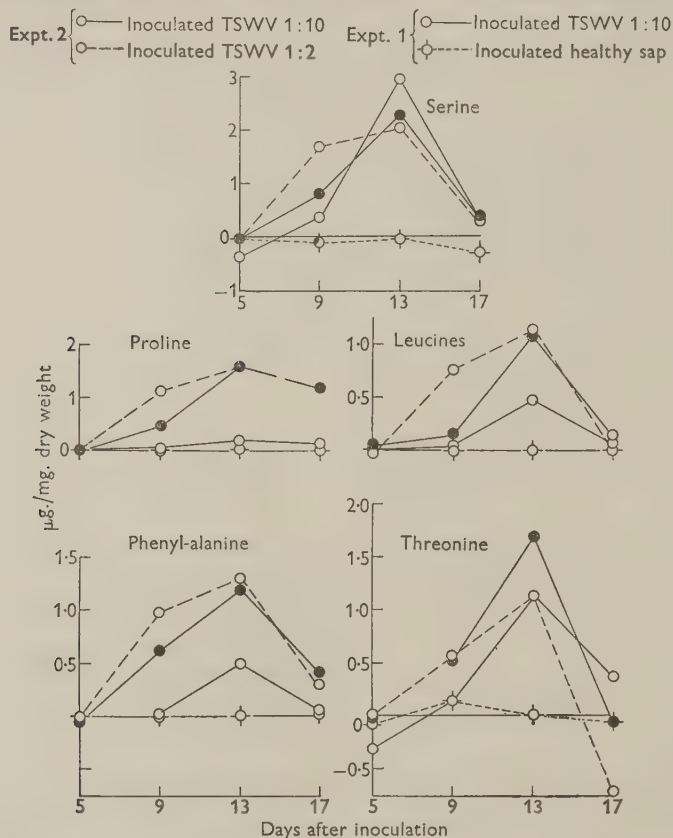 Expt. 2 Inoculated TSWV 1:10 Expt. 1 Inoculated TSWV 1:10
Inoculated TSWV 1:2 Inoculated healthy sap
3
Serine
2
1
0
−1
5 9 13 17
2 Proline Leucines
1·0
1
0·5
0 0
2·0
Phenyl-alanine Threonine
1·5
1·5
1·0
1·0
0·5
0·5
0
−0·5
5 9 13 17 5 9 13 17
Days after inoculation
μg./mg. dry weight